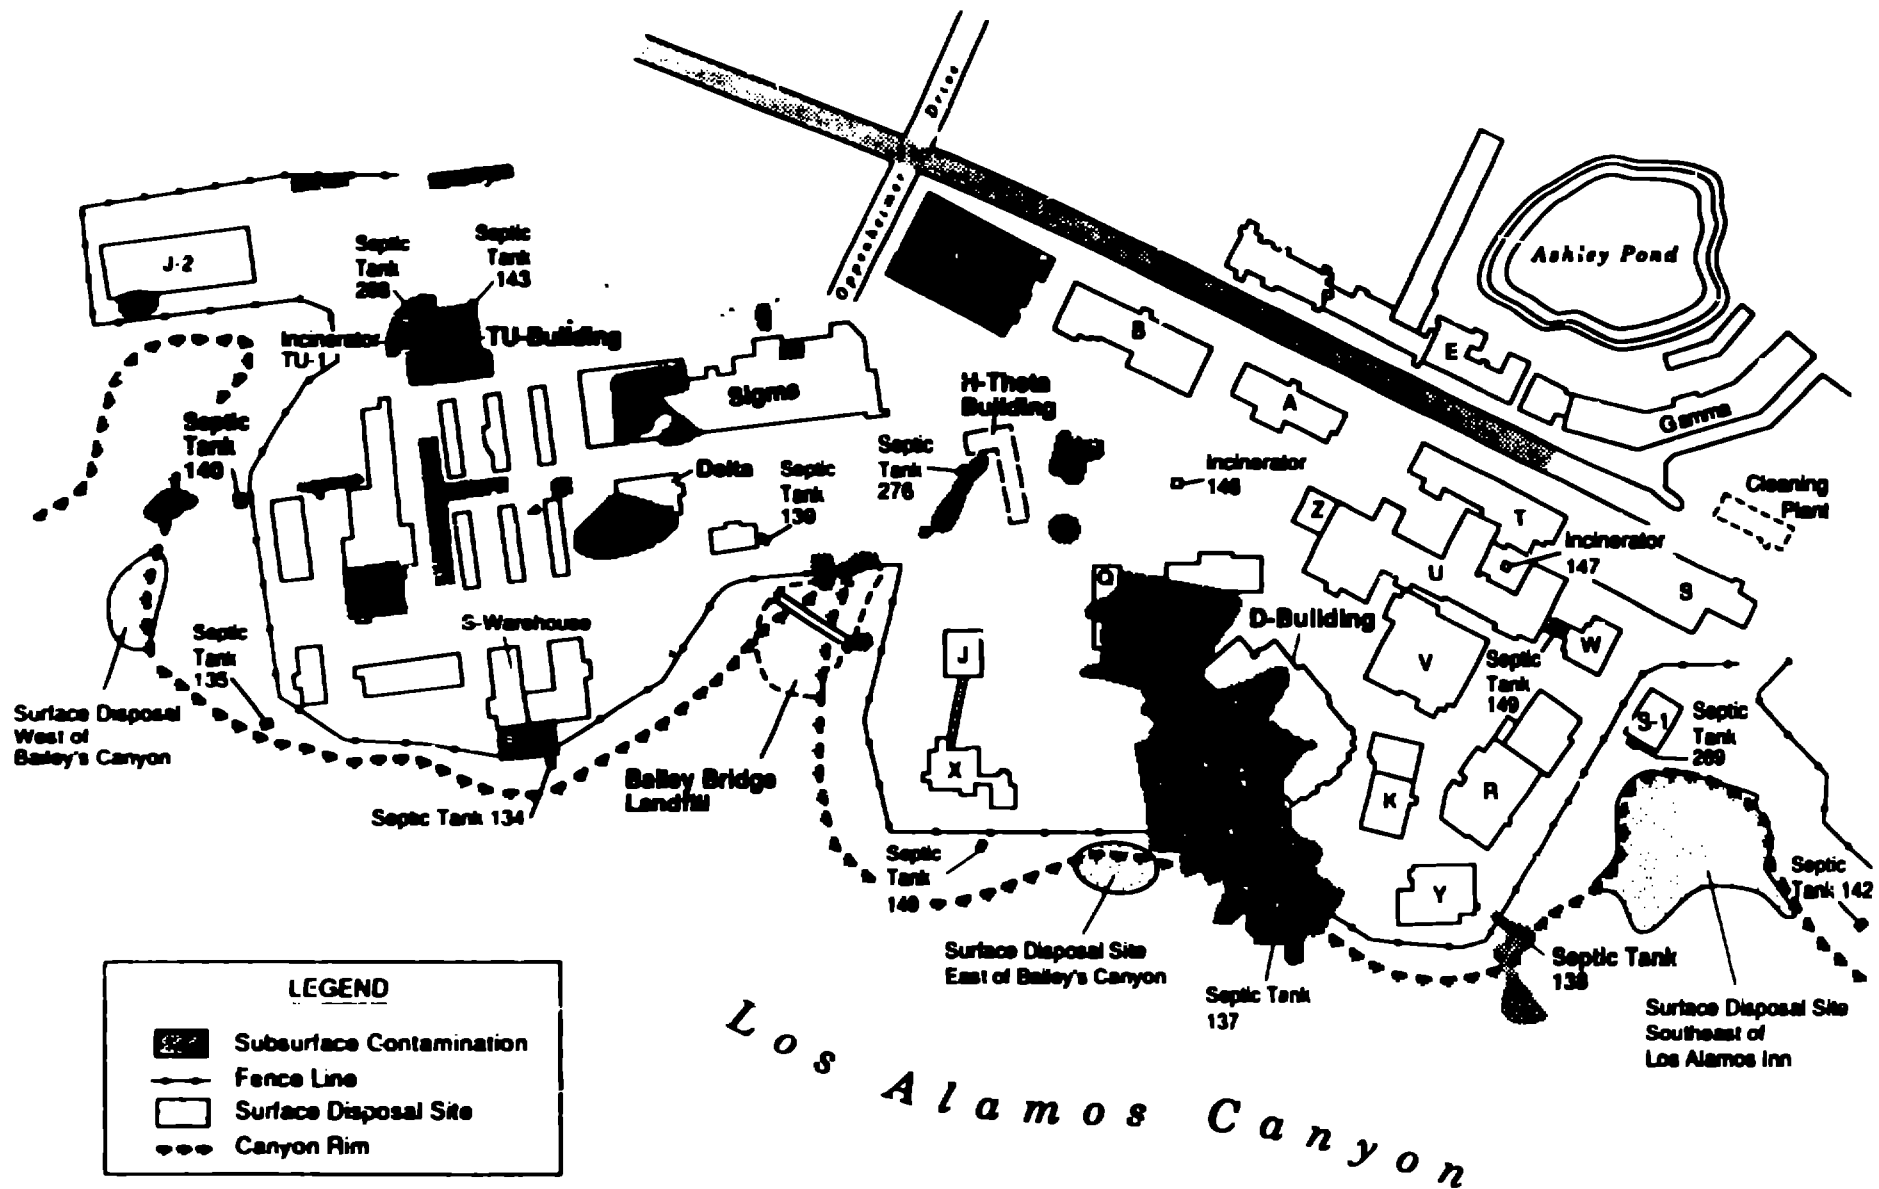 Drive
Oppenheimer
Ashley Pond
J-2
Septic
Tank
Septic
Tank
143
Incinerator
TU-1
TU-Building
Sigma
H-Theta
Building
B
A
E
Gamma
Septic
Tank
Delta
Septic
Tank
139
Septic
Tank
276
Incinerator
146
Cleaning
Plant
Z
T
Incinerator
147
U
S
Q
D-Building
W
V
Septic
Tank
149
S-Warehouse
Septic
Tank
135
J
X
S-1
Septic
Tank
269
K
R
Y
Surface Disposal
West of
Bailey's Canyon
Bailey Bridge
Landfill
Septic Tank 134
Septic
Tank
Septic
Tank 142
Surface Disposal Site
East of Bailey's Canyon
Septic Tank
137
Septic Tank
138
Surface Disposal Site
Southeast of
Los Alamos Inn
Los Alamos Canyon
LEGEND
Subsurface Contamination
Fence Line
Surface Disposal Site
Canyon Rim